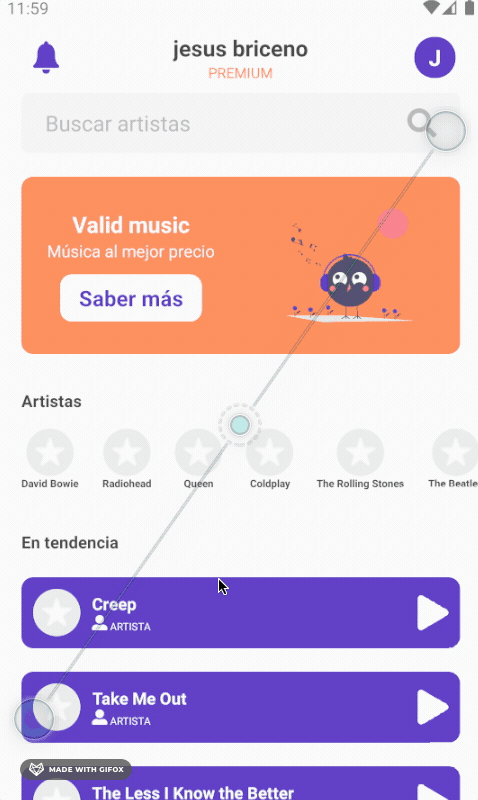 11:59
jesus briceno
PREMIUM
J
Buscar artistas
Valid music
Música al mejor precio
Saber más
Artistas
David Bowie
Radiohead
Queen
Coldplay
The Rolling Stones
The Beatle
En tendencia
Creep
ARTISTA
Take Me Out
ARTISTA
MADE WITH GIFOX
The Less I Know the Better